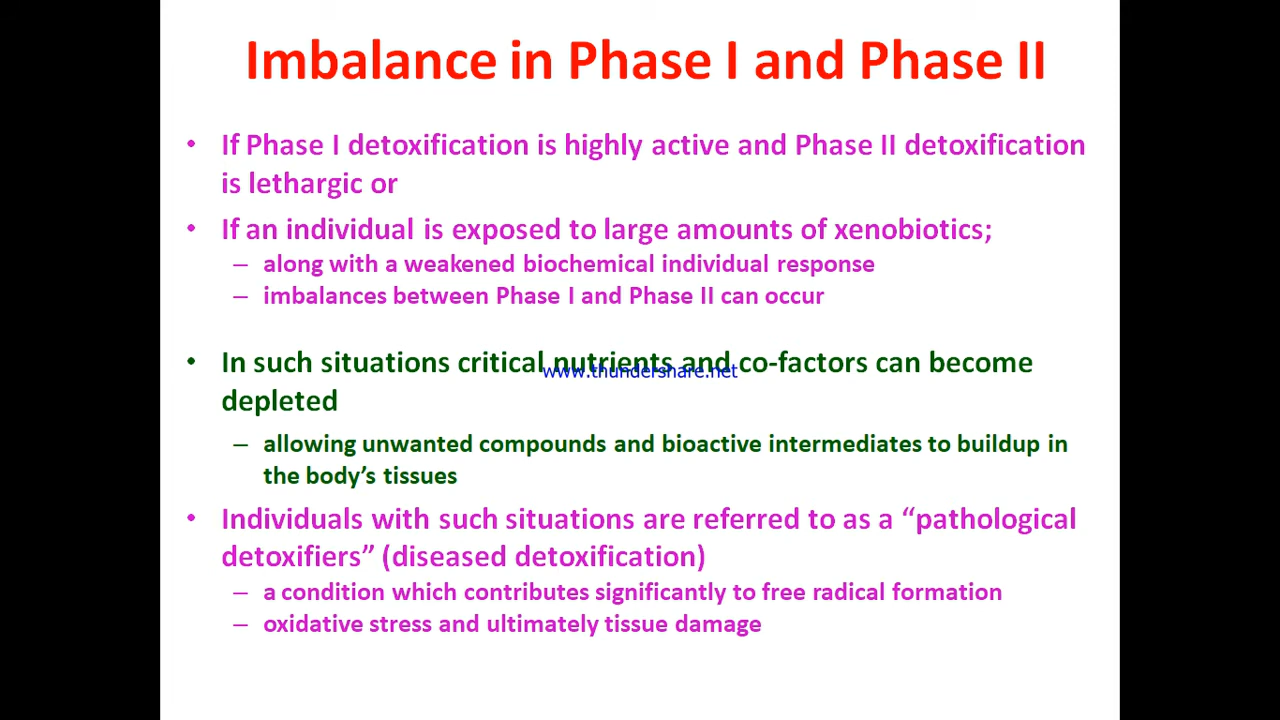 Imbalance in Phase I and Phase II
• If Phase I detoxification is highly active and Phase II detoxification
is lethargic or
• If an individual is exposed to large amounts of xenobiotics;
– along with a weakened biochemical individual response
– imbalances between Phase I and Phase II can occur
• In such situations critical nutrients and co-factors can become
www.thundershare.net
depleted
– allowing unwanted compounds and bioactive intermediates to buildup in
the body’s tissues
• Individuals with such situations are referred to as a “pathological
detoxifiers” (diseased detoxification)
– a condition which contributes significantly to free radical formation
– oxidative stress and ultimately tissue damage